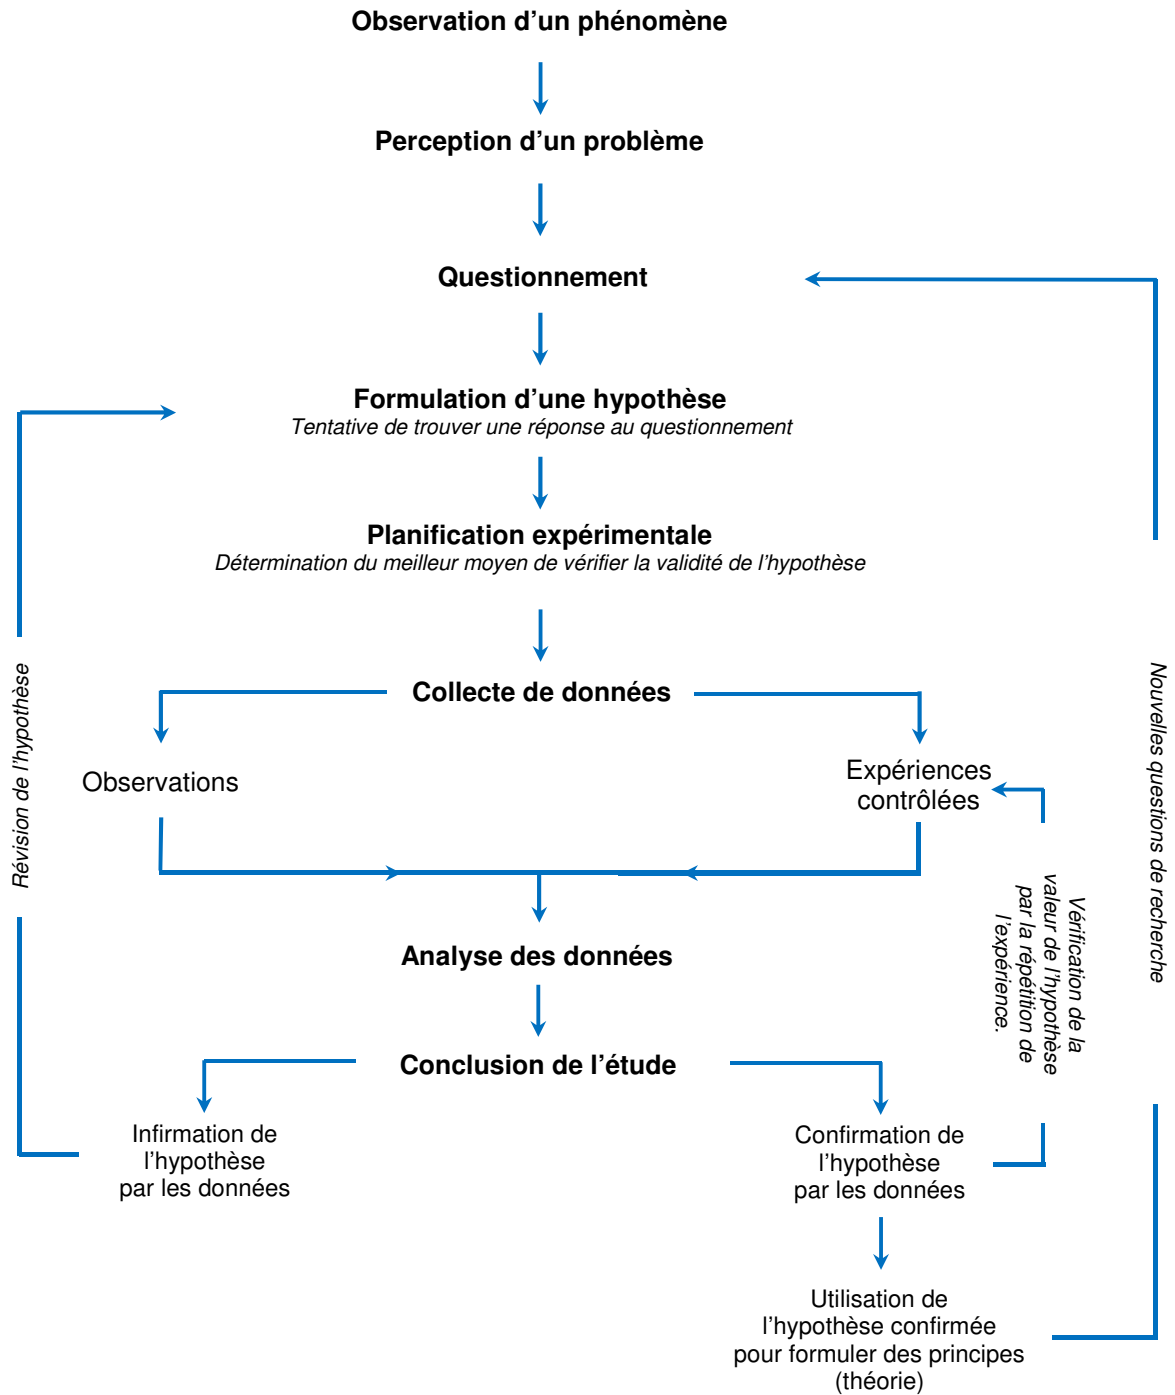 Observation d'un phénomène
Perception d'un problème
Questionnement
Formulation d'une hypothèse
Tentative de trouver une réponse au questionnement
Planification expérimentale
Détermination du meilleur moyen de vérifier la validité de l'hypothèse
Collecte de données
Observations
Expériences
contrôlées
Révision de l'hypothèse
Nouvelles questions de recherche
Vérification de la
valeur de l'hypothèse
par la répétition de
l'expérience.
Analyse des données
Conclusion de l'étude
Infirmation de
l'hypothèse
par les données
Confirmation de
l'hypothèse
par les données
Utilisation de
l'hypothèse confirmée
pour formuler des principes
(théorie)